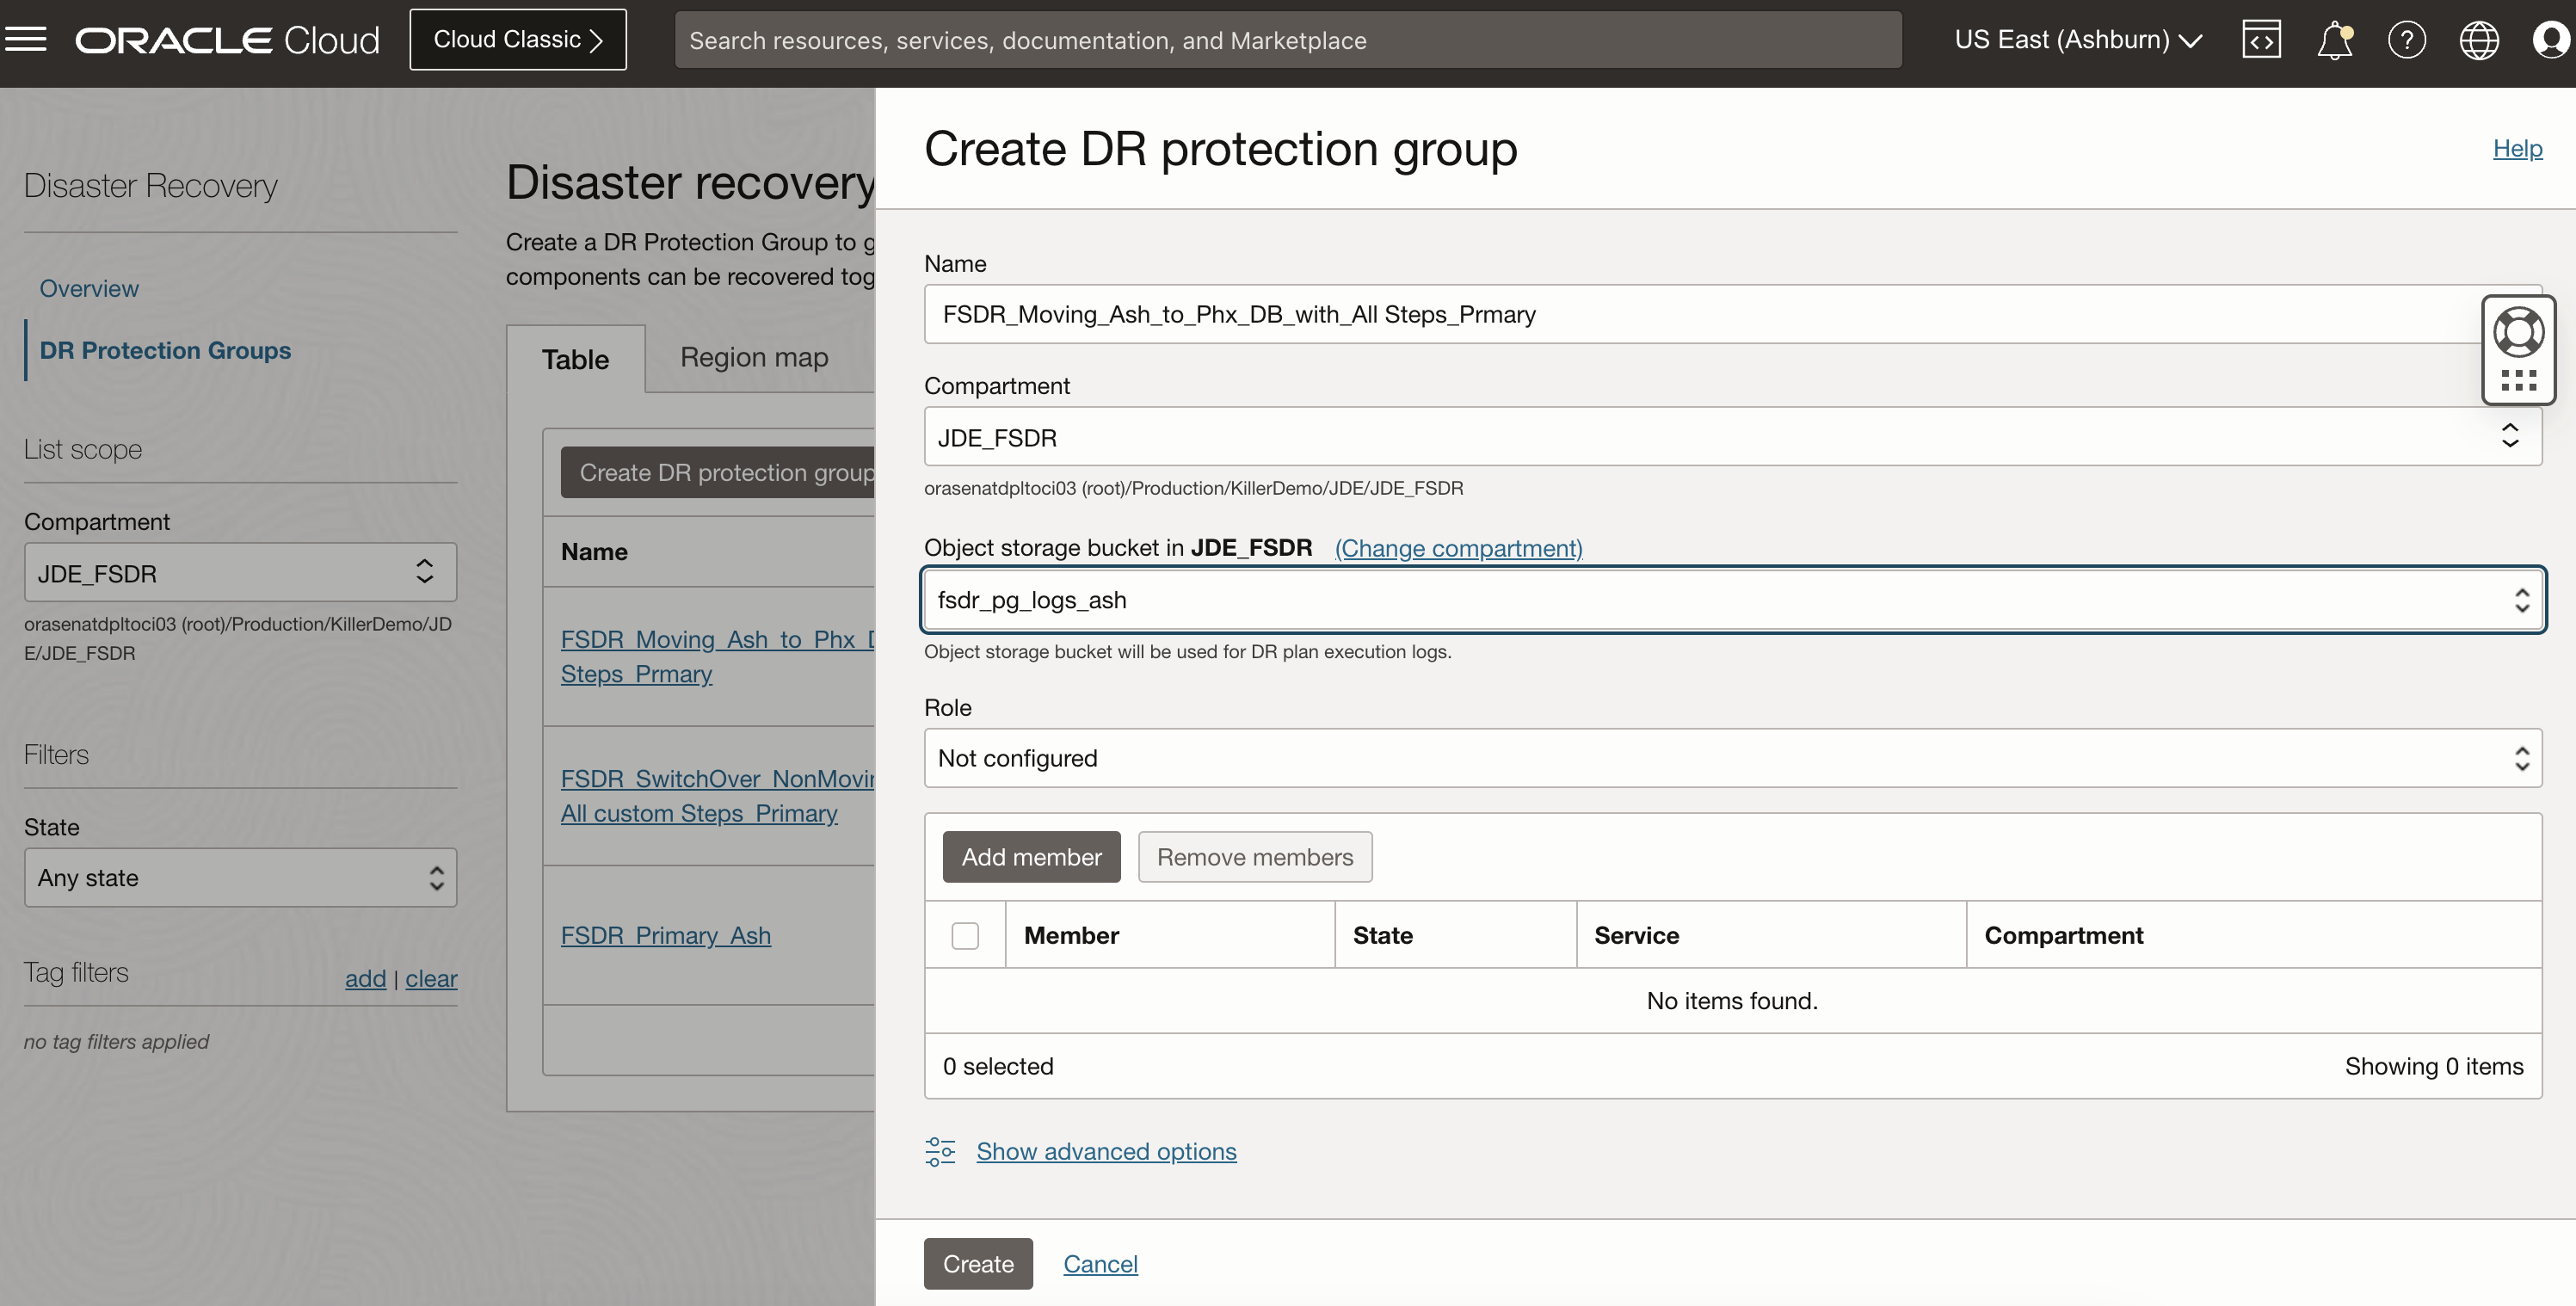 ORACLE Cloud
Cloud Classic
Search resources, services, documentation, and Marketplace
US East (Ashburn)
Disaster Recovery
Overview
DR Protection Groups
List scope
Compartment
JDE_FSDR
orasenatdpltoci03 (root)/Production/KillerDemo/JD
E/JDE_FSDR
Filters
State
Any state
Tag filters
add | clear
no tag filters applied
Disaster recovery
Create a DR Protection Group to g
components can be recovered tog
Table
Region map
Create DR protection group
Name
FSDR_Moving_Ash_to_Phx_D
Steps_Prmary
FSDR_SwitchOver_NonMovin
All custom Steps_Primary
FSDR_Primary_Ash
Create DR protection group
Help
Name
FSDR_Moving_Ash_to_Phx_DB_with_All Steps_Prmary
Compartment
JDE_FSDR
orasenatdpltoci03 (root)/Production/KillerDemo/JDE/JDE_FSDR
Object storage bucket in JDE_FSDR (Change compartment)
fsdr_pg_logs_ash
Object storage bucket will be used for DR plan execution logs.
Role
Not configured
Add member
Remove members
Member State Service Compartment
No items found.
0 selected
Showing 0 items
Show advanced options
Create
Cancel